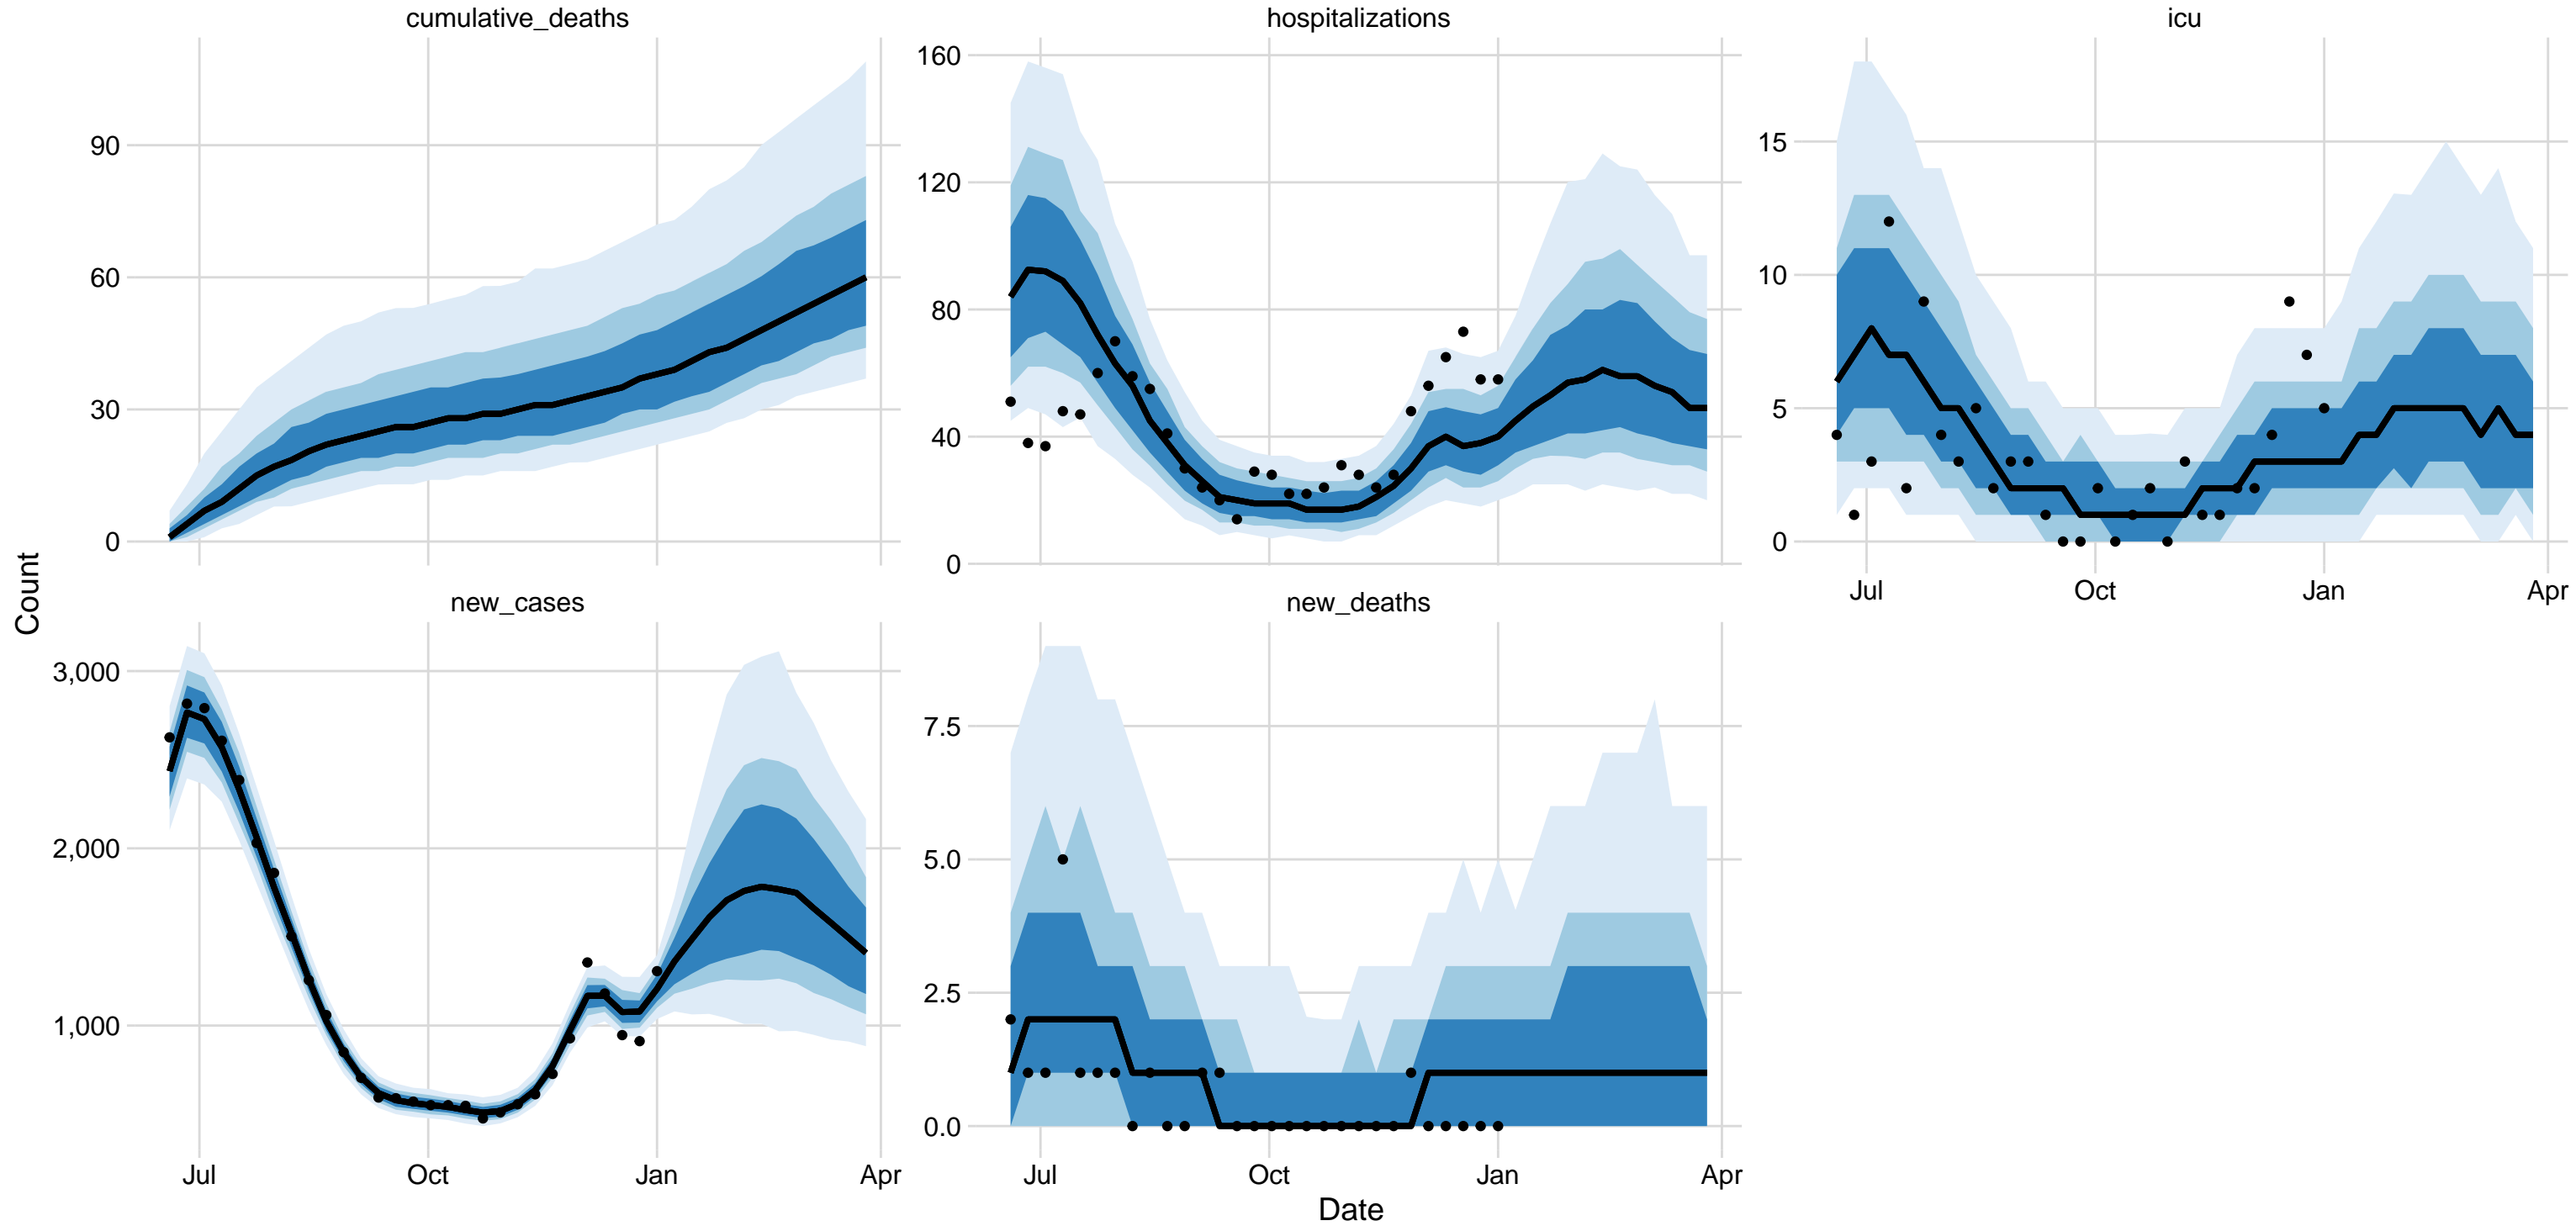 cumulative_deaths
hospitalizations
icu
90
60
30
0
160
120
80
40
0
15
10
5
0
Jul Oct Jan Apr
Count
new_cases
new_deaths
3,000
2,000
1,000
7.5
5.0
2.5
0.0
Jul Oct Jan Apr
Jul Oct Jan Apr
Date